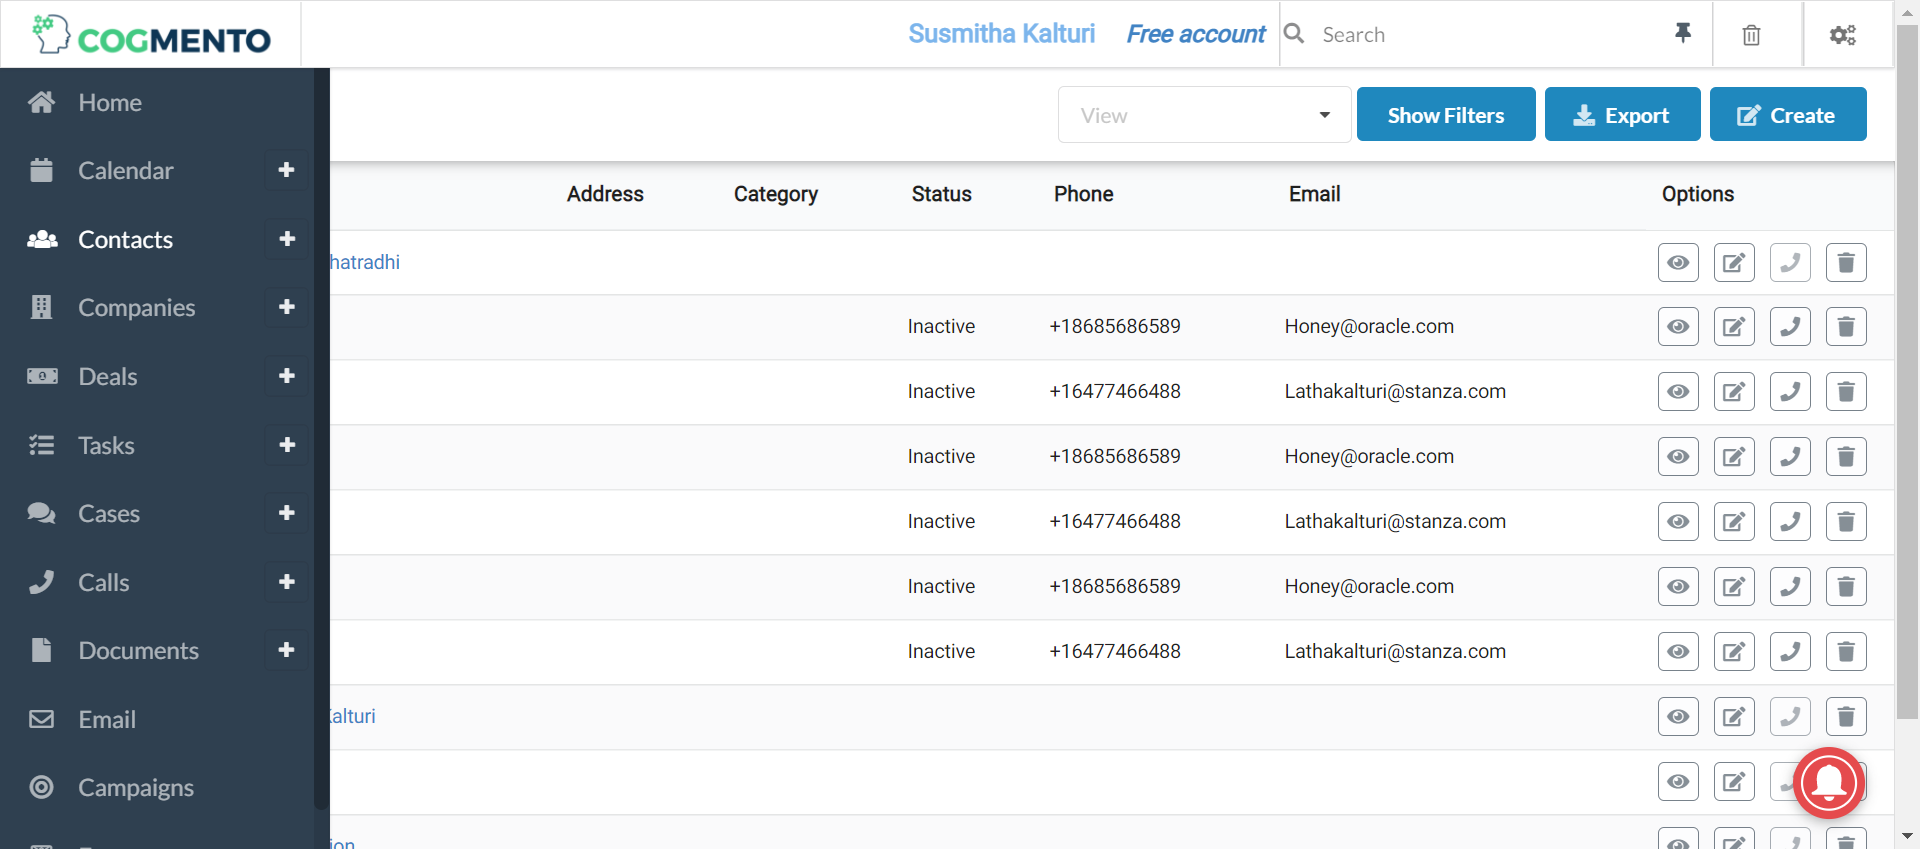 COGMENTO
Susmitha Kalturi Free account Search
Home
Calendar
Contacts
Companies
Deals
Tasks
Cases
Calls
Documents
Email
Campaigns
View Show Filters Export Create
Address Category Status Phone Email Options
hatradhi
Inactive +18685686589 Honey@oracle.com
Inactive +16477466488 Lathakalturi@stanza.com
Inactive +18685686589 Honey@oracle.com
Inactive +16477466488 Lathakalturi@stanza.com
Inactive +18685686589 Honey@oracle.com
Inactive +16477466488 Lathakalturi@stanza.com
Kalturi
ion